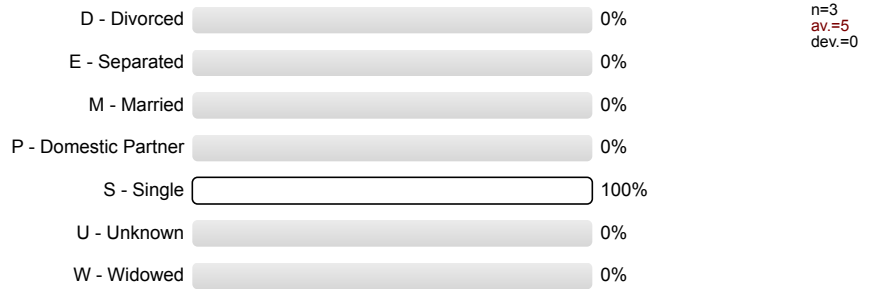 D - Divorced 0%
E - Separated 0%
M - Married 0%
P - Domestic Partner 0%
S - Single 100%
U - Unknown 0%
W - Widowed 0%
n=3
av.=5
dev.=0